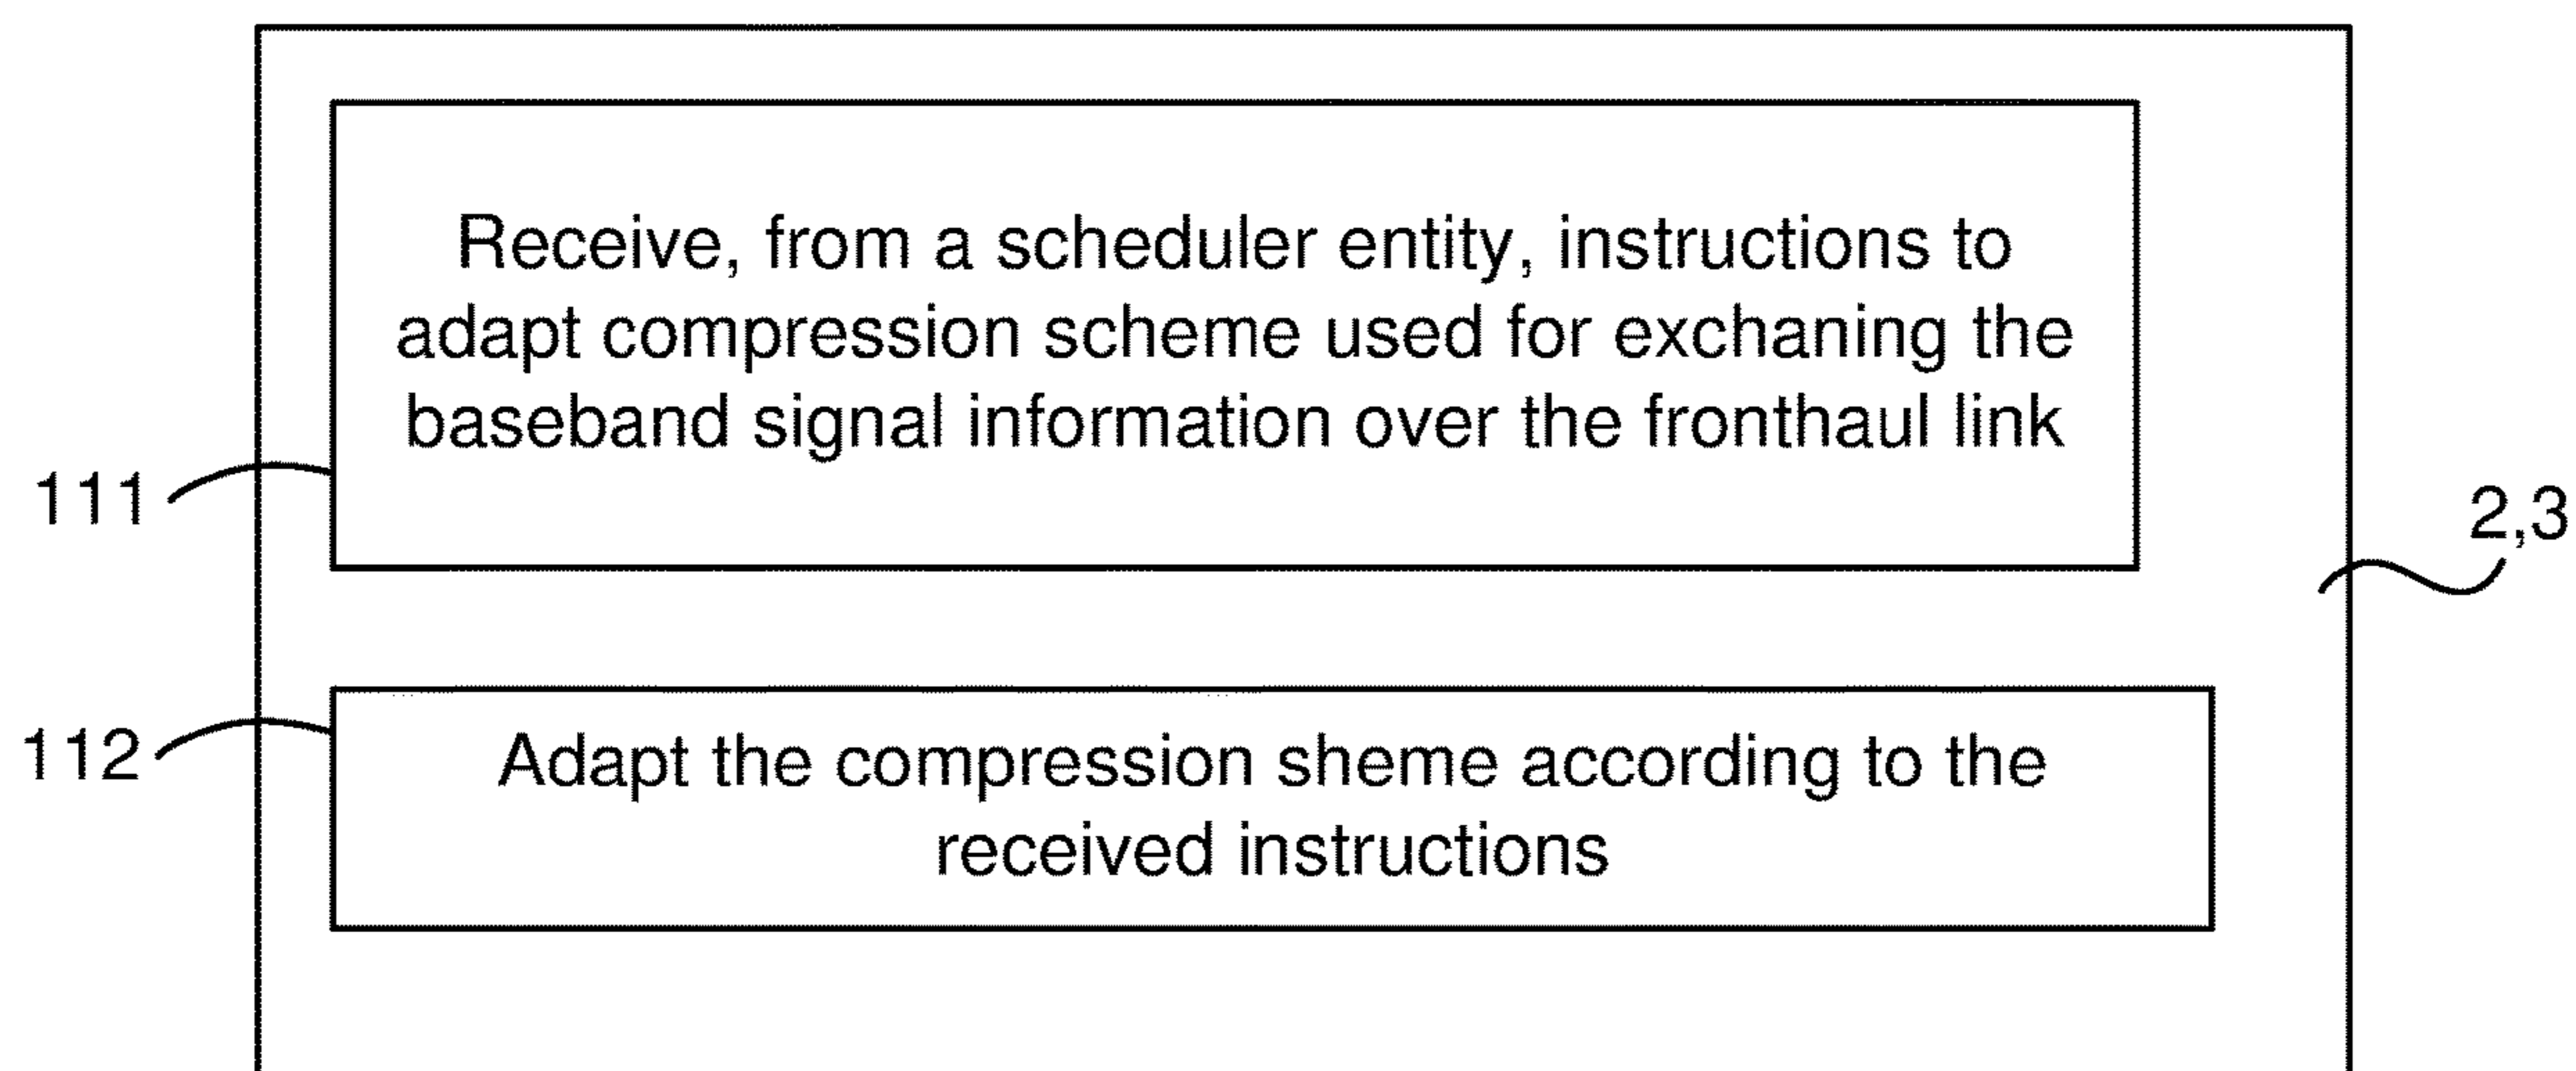 Receive, from a scheduler entity, instructions to
adapt compression scheme used for exchaning the
baseband signal information over the fronthaul link
111
2,3
112
Adapt the compression sheme according to the
received instructions